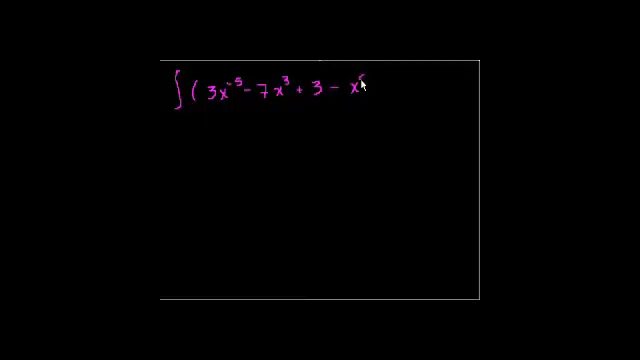 ∫ ( 3x⁻⁵ - 7x³ + 3 - x